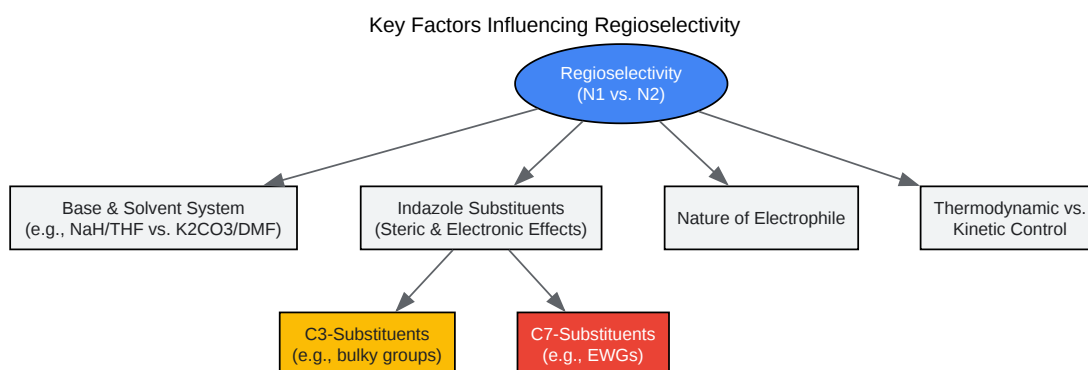 Key Factors Influencing Regioselectivity
Regioselectivity
(N1 vs. N2)
Base & Solvent System
(e.g., NaH/THF vs. K2CO3/DMF)
Indazole Substituents
(Steric & Electronic Effects)
Nature of Electrophile
Thermodynamic vs.
Kinetic Control
C3-Substituents
(e.g., bulky groups)
C7-Substituents
(e.g., EWGs)